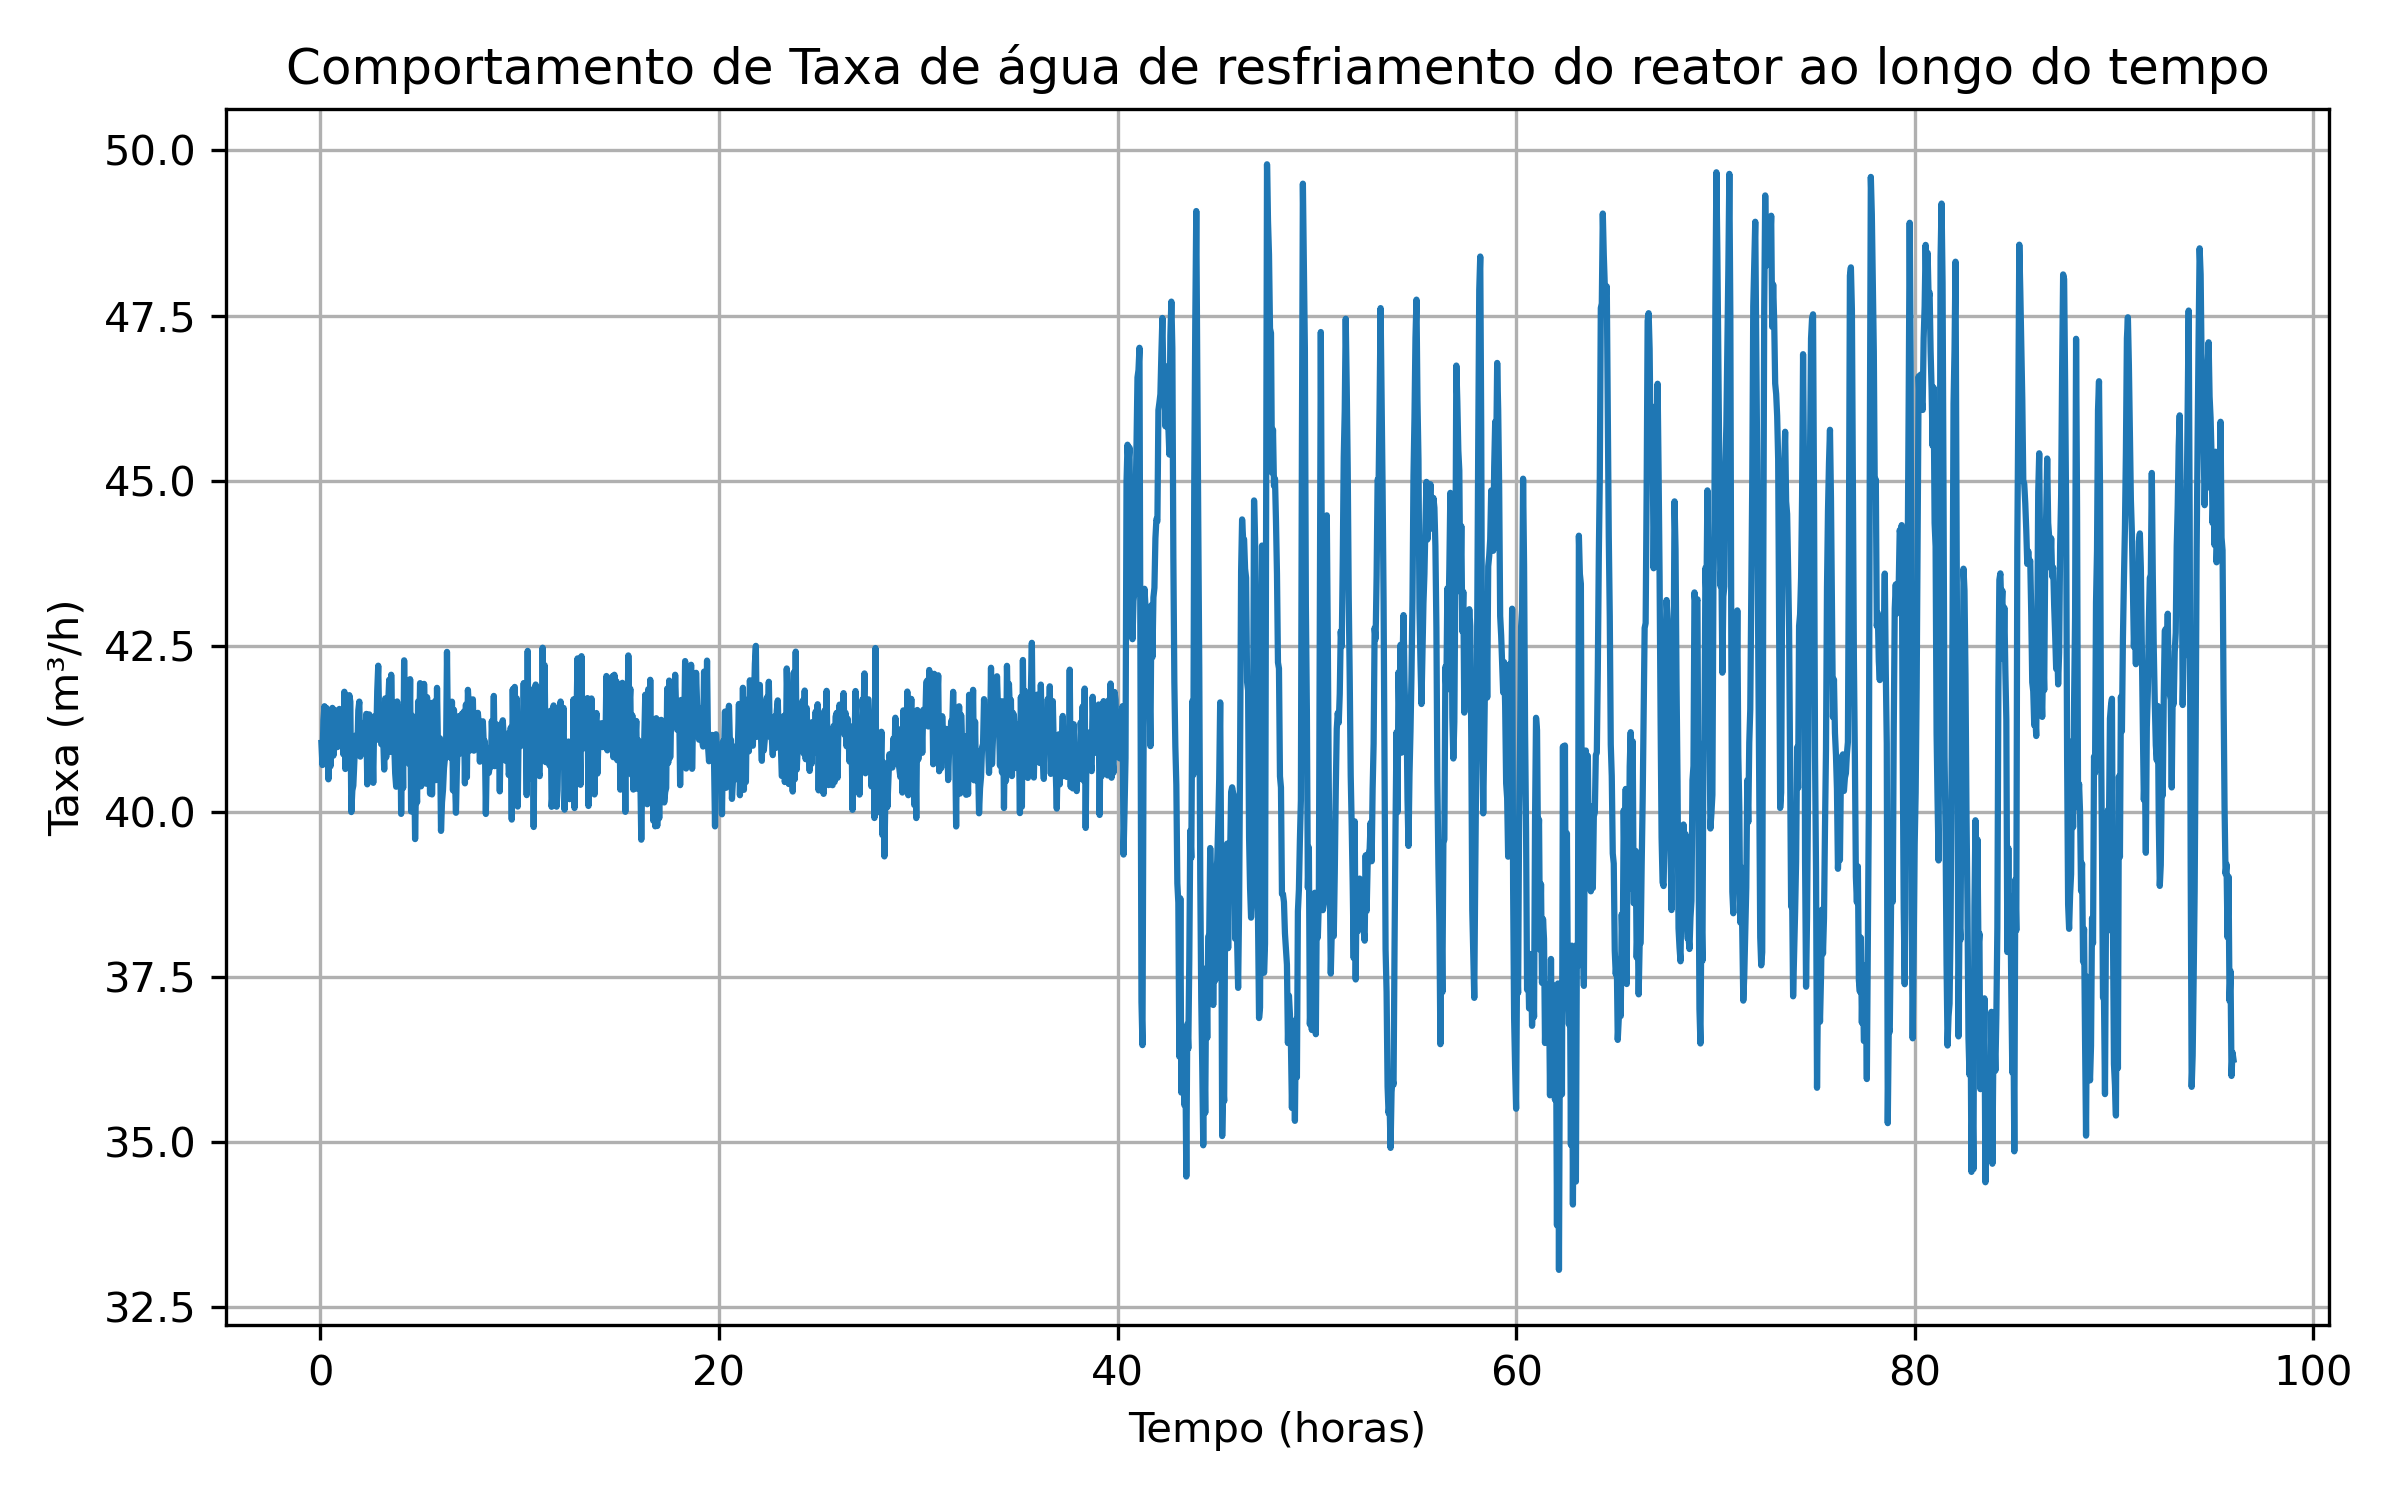 Comportamento de Taxa de água de resfriamento do reator ao longo do tempo
50.0
47.5
45.0
42.5
40.0
37.5
35.0
32.5
Taxa (m³/h)
0 20 40 60 80 100
Tempo (horas)